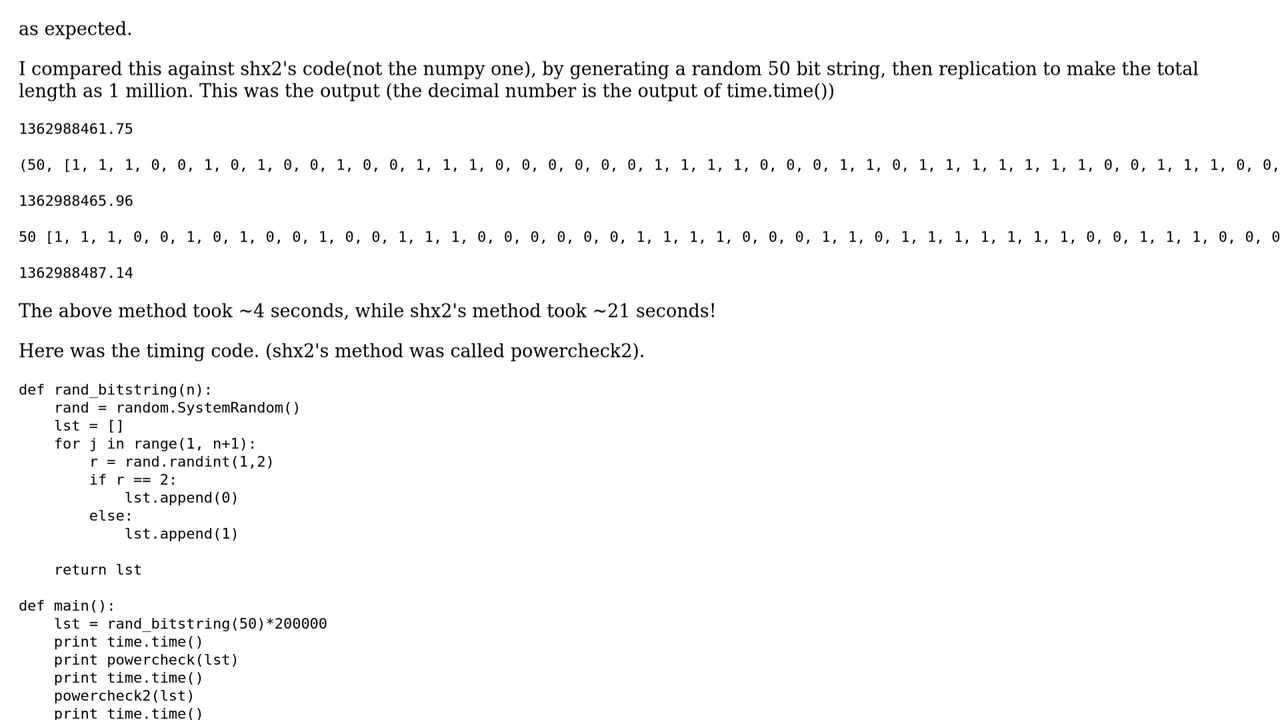 as expected.
I compared this against shx2's code(not the numpy one), by generating a random 50 bit string, then replication to make the total
length as 1 million. This was the output (the decimal number is the output of time.time())
1362988461.75
(50, [1, 1, 1, 0, 0, 1, 0, 1, 0, 0, 1, 0, 0, 1, 1, 1, 0, 0, 0, 0, 0, 0, 1, 1, 1, 1, 0, 0, 0, 1, 1, 0, 1, 1, 1, 1, 1, 1, 1, 0, 0, 1, 1, 1, 0, 0,
1362988465.96
50 [1, 1, 1, 0, 0, 1, 0, 1, 0, 0, 1, 0, 0, 1, 1, 1, 0, 0, 0, 0, 0, 0, 1, 1, 1, 1, 0, 0, 0, 1, 1, 0, 1, 1, 1, 1, 1, 1, 1, 0, 0, 1, 1, 1, 0, 0, 0
1362988487.14
The above method took ~4 seconds, while shx2's method took ~21 seconds!
Here was the timing code. (shx2's method was called powercheck2).
def rand_bitstring(n):
    rand = random.SystemRandom()
    lst = []
    for j in range(1, n+1):
        r = rand.randint(1,2)
        if r == 2:
            lst.append(0)
        else:
            lst.append(1)
    return lst
def main():
    lst = rand_bitstring(50)*200000
    print time.time()
    print powercheck(lst)
    print time.time()
    powercheck2(lst)
    print time.time()